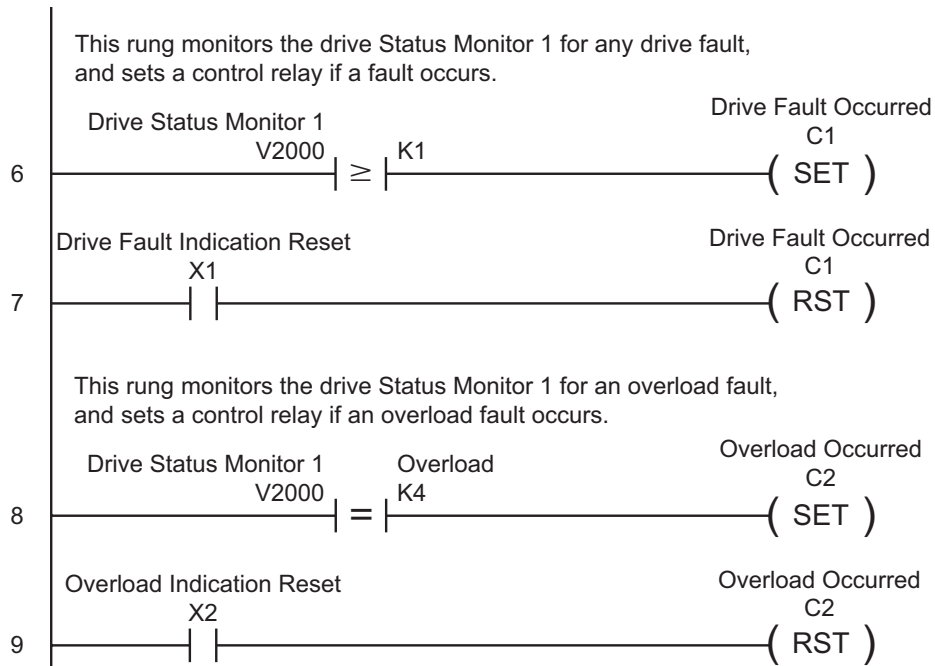 This rung monitors the drive Status Monitor 1 for any drive fault,
and sets a control relay if a fault occurs.
Drive Status Monitor 1
Drive Fault Occurred
C1
V2000 ≥ K1
6
( SET )
Drive Fault Indication Reset
Drive Fault Occurred
X1
C1
7
( RST )
This rung monitors the drive Status Monitor 1 for an overload fault,
and sets a control relay if an overload fault occurs.
Drive Status Monitor 1
Overload
Overload Occurred
C2
V2000 = K4
8
( SET )
Overload Indication Reset
Overload Occurred
X2
C2
9
( RST )